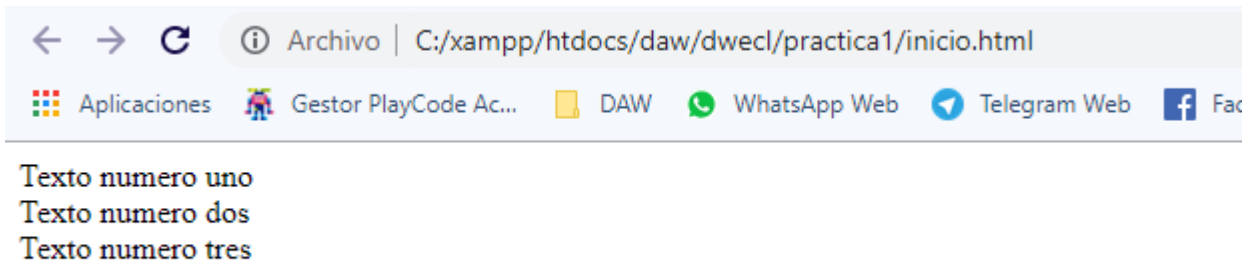 Archivo | C:/xampp/htdocs/daw/dwecl/practica1/inicio.html
Aplicaciones Gestor PlayCode Ac... DAW WhatsApp Web Telegram Web
Texto numero uno
Texto numero dos
Texto numero tres